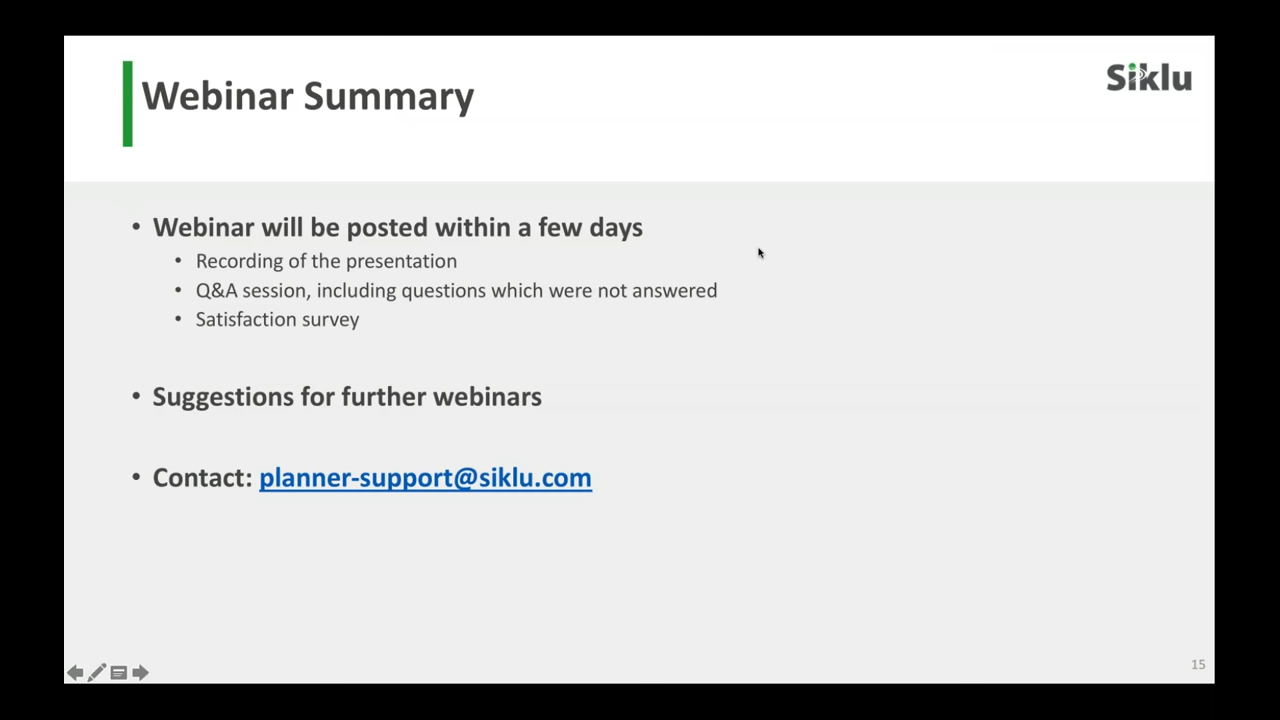 Webinar Summary
Siklu
• Webinar will be posted within a few days
• Recording of the presentation
• Q&A session, including questions which were not answered
• Satisfaction survey
• Suggestions for further webinars
• Contact: planner-support@siklu.com
15